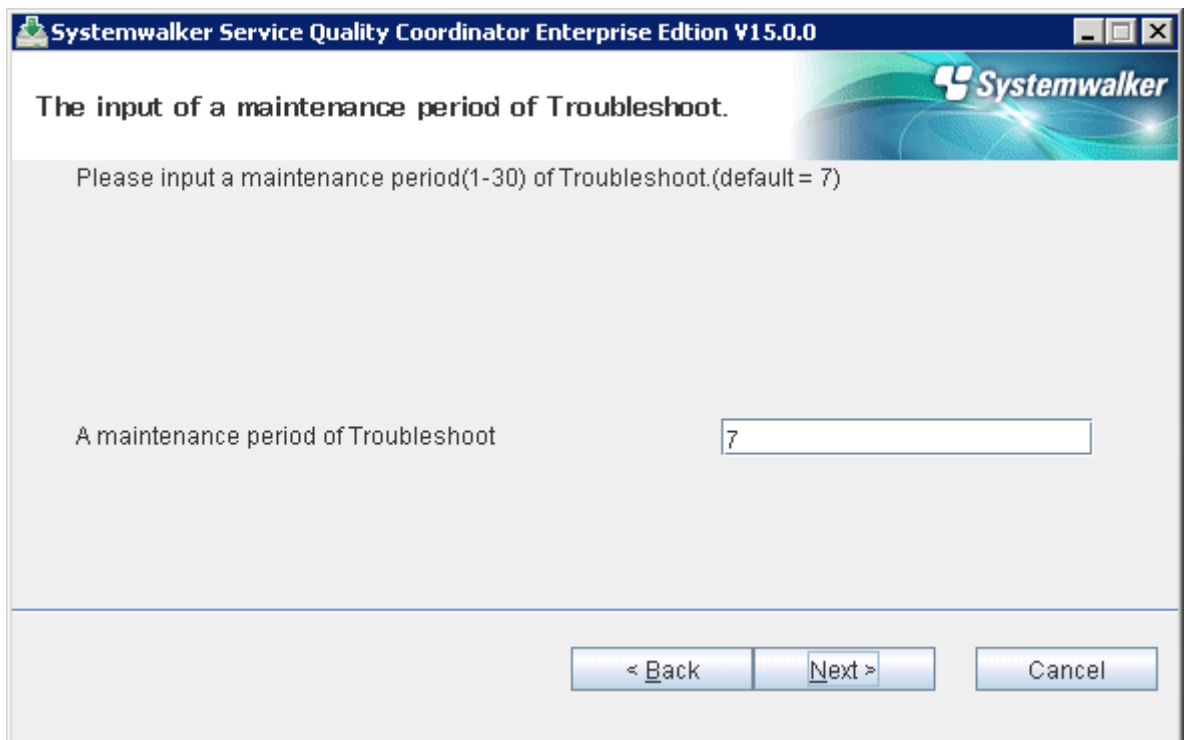 Systemwalker Service Quality Coordinator Enterprise Edtion V15.0.0
Systemwalker
The input of a maintenance period of Troubleshoot.
Please input a maintenance period(1-30) of Troubleshoot.(default = 7)
A maintenance period of Troubleshoot 7
< Back Next > Cancel